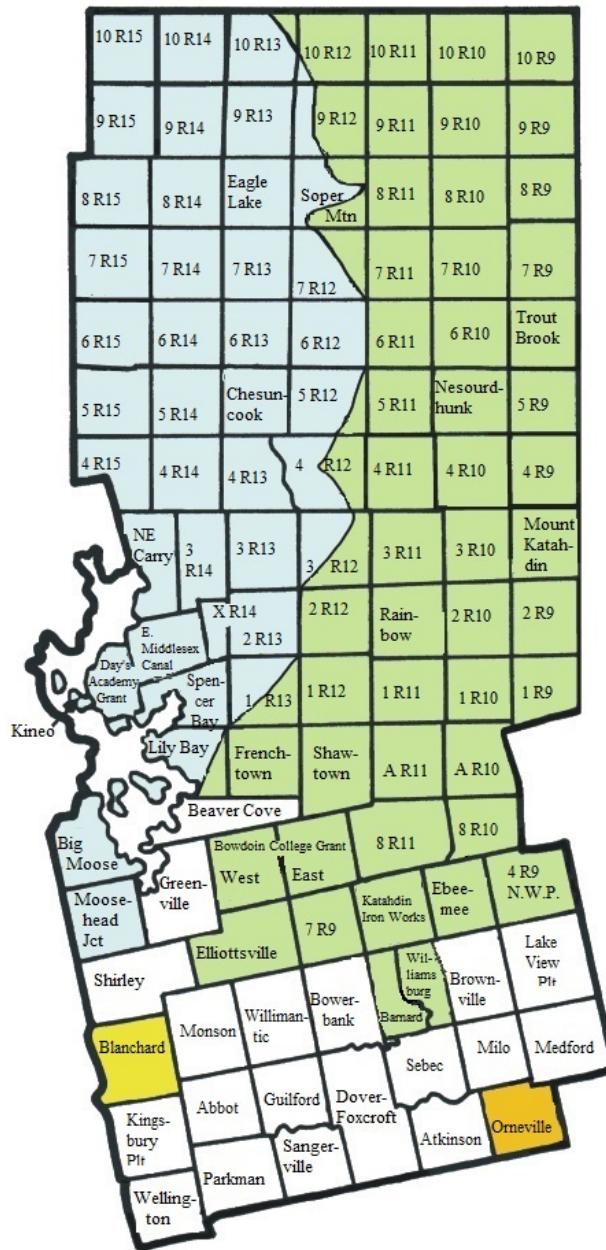 10 R15 10 R14 10 R13 10 R12 10 R11 10 R10 10 R9
9 R15 9 R14 9 R13 9 R12 9 R11 9 R10 9 R9
8 R15 8 R14 Eagle Lake Soper Mtn 8 R11 8 R10 8 R9
7 R15 7 R14 7 R13 7 R12 7 R11 7 R10 7 R9
6 R15 6 R14 6 R13 6 R12 6 R11 6 R10 Trout Brook
5 R15 5 R14 Chesun-cook 5 R12 5 R11 Nesourd-hunk 5 R9
4 R15 4 R14 4 R13 4 R12 4 R11 4 R10 4 R9
NE Carry 3 R14 3 R13 3 R12 3 R11 3 R10 Mount Katah-din
X R14 2 R13 2 R12 Rain-bow 2 R10 2 R9
E. Middlesex Canal
Day's Academy Grant
Kineo
Spen-cer Bay 1 R13 1 R12 1 R11 1 R10 1 R9
Lily Bay French-town Shaw-town A R11 A R10
Beaver Cove
Big Moose Green-ville Bowdoin College Grant West East 8 R11 8 R10
Moose-head Jct Elliottsville 7 R9 Katahdin Iron Works Ebee-mee 4 R9 N.W.P.
Shirley Monson Willimantic Bower-bank Barnard Wil-liams burg Brown-ville Lake View Plt
Blanchard Abbot Guilford Dover-Foxcroft Sebec Milo Medford
Kings-bury Plt Parkman Sanger-ville Atkinson Orneville
Welling-ton